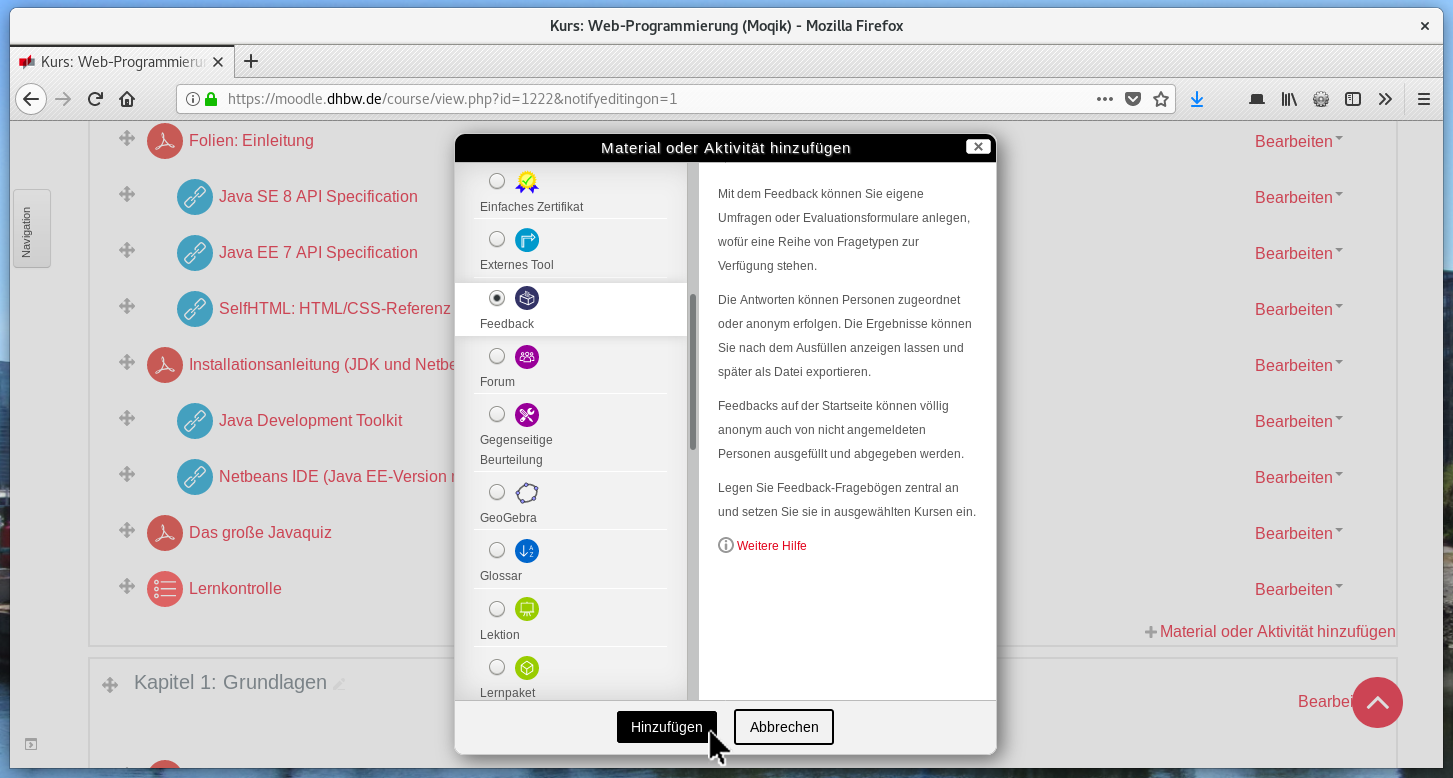 Kurs: Web-Programmierung (Moqik) - Mozilla Firefox
Kurs: Web-Programmieru
https://moodle.dhbw.de/course/view.php?id=1222&notifyeditingon=1
Navigation
Folien: Einleitung
Bearbeiten
Java SE 8 API Specification
Bearbeiten
Java EE 7 API Specification
Bearbeiten
SelfHTML: HTML/CSS-Referenz
Bearbeiten
Installationsanleitung (JDK und Netbe
Bearbeiten
Java Development Toolkit
Bearbeiten
Netbeans IDE (Java EE-Version
Bearbeiten
Das große Javaquiz
Bearbeiten
Lernkontrolle
Bearbeiten
Material oder Aktivität hinzufügen
Kapitel 1: Grundlagen
Bearbei
Material oder Aktivität hinzufügen
Einfaches Zertifikat
Externes Tool
Feedback
Forum
Gegenseitige
Beurteilung
GeoGebra
Glossar
Lektion
Lernpaket
Mit dem Feedback können Sie eigene
Umfragen oder Evaluationsformulare anlegen,
wofür eine Reihe von Fragetypen zur
Verfügung stehen.
Die Antworten können Personen zugeordnet
oder anonym erfolgen. Die Ergebnisse können
Sie nach dem Ausfüllen anzeigen lassen und
später als Datei exportieren.
Feedbacks auf der Startseite können völlig
anonym auch von nicht angemeldeten
Personen ausgefüllt und abgegeben werden.
Legen Sie Feedback-Fragebögen zentral an
und setzen Sie sie in ausgewählten Kursen ein.
Weitere Hilfe
Hinzufügen
Abbrechen